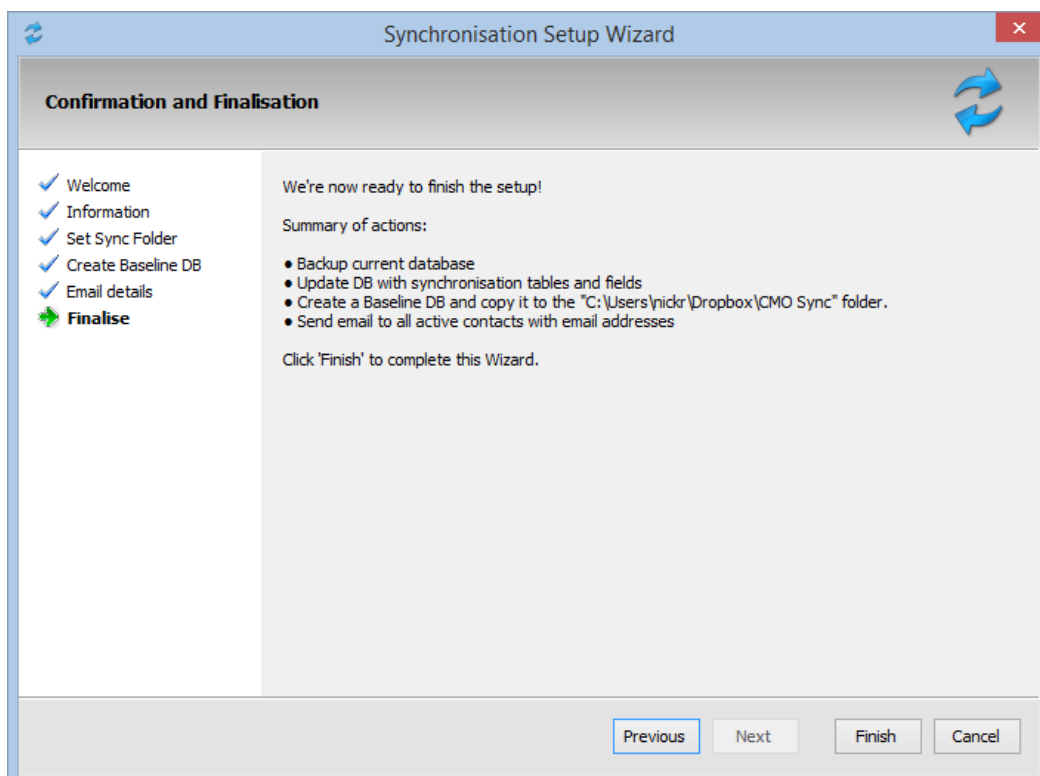 Synchronisation Setup Wizard
Confirmation and Finalisation
Welcome
Information
Set Sync Folder
Create Baseline DB
Email details
Finalise
We're now ready to finish the setup!
Summary of actions:
● Backup current database
● Update DB with synchronisation tables and fields
● Create a Baseline DB and copy it to the "C:\Users\nickr\Dropbox\CMO Sync" folder.
● Send email to all active contacts with email addresses
Click 'Finish' to complete this Wizard.
Previous
Next
Finish
Cancel